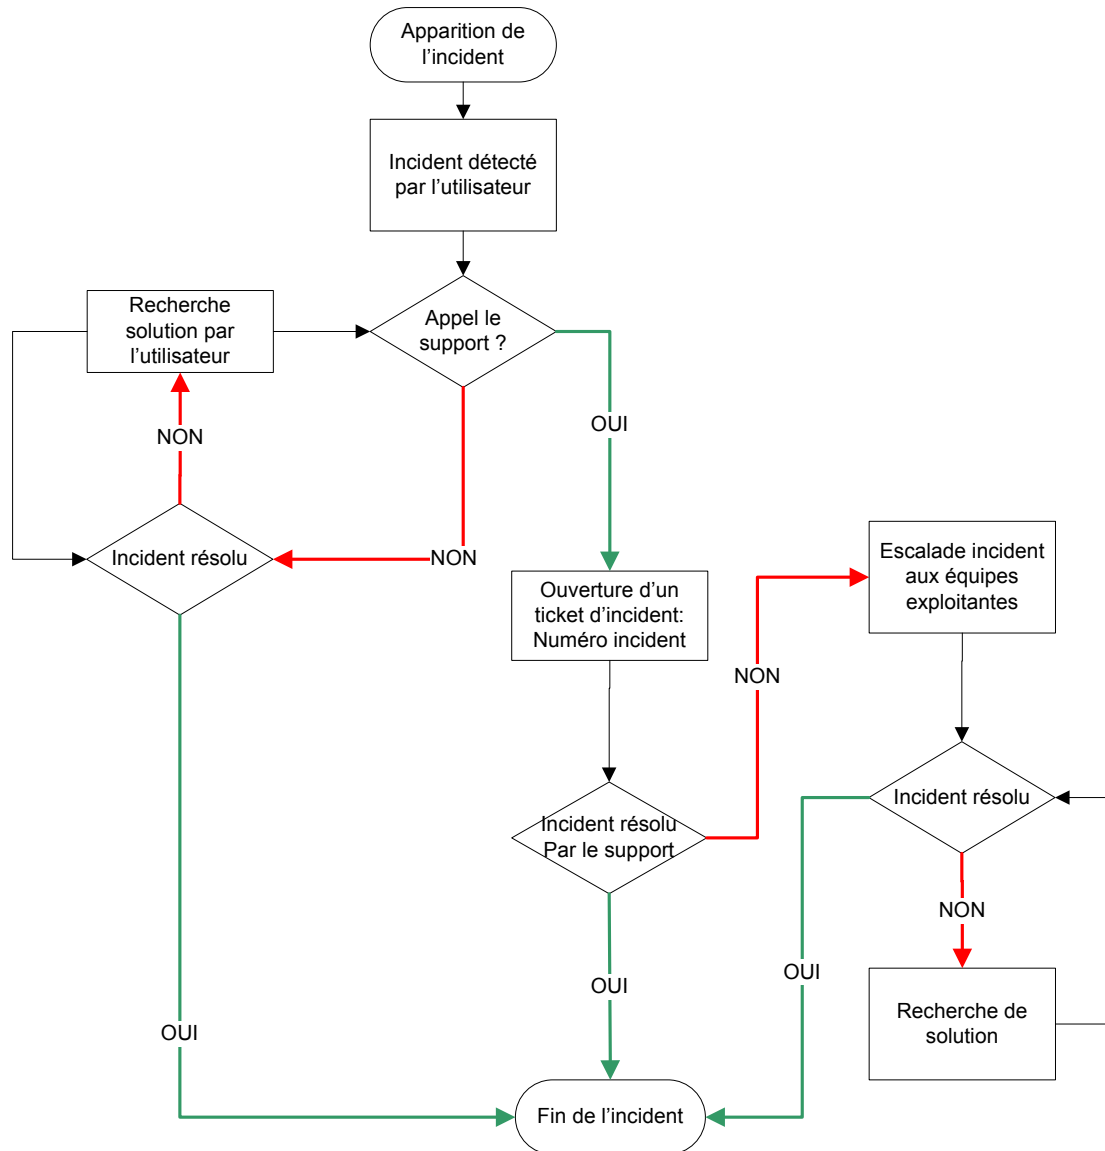 Apparition de
l’incident
Incident détecté
par l’utilisateur
Recherche
solution par
l’utilisateur
Appel le
support ?
OUI
NON
NON
Incident résolu
Ouverture d’un
ticket d’incident:
Numéro incident
Escalade incident
aux équipes
exploitantes
NON
Incident résolu
Par le support
Incident résolu
NON
OUI
OUI
OUI
Recherche de
solution
Fin de l’incident